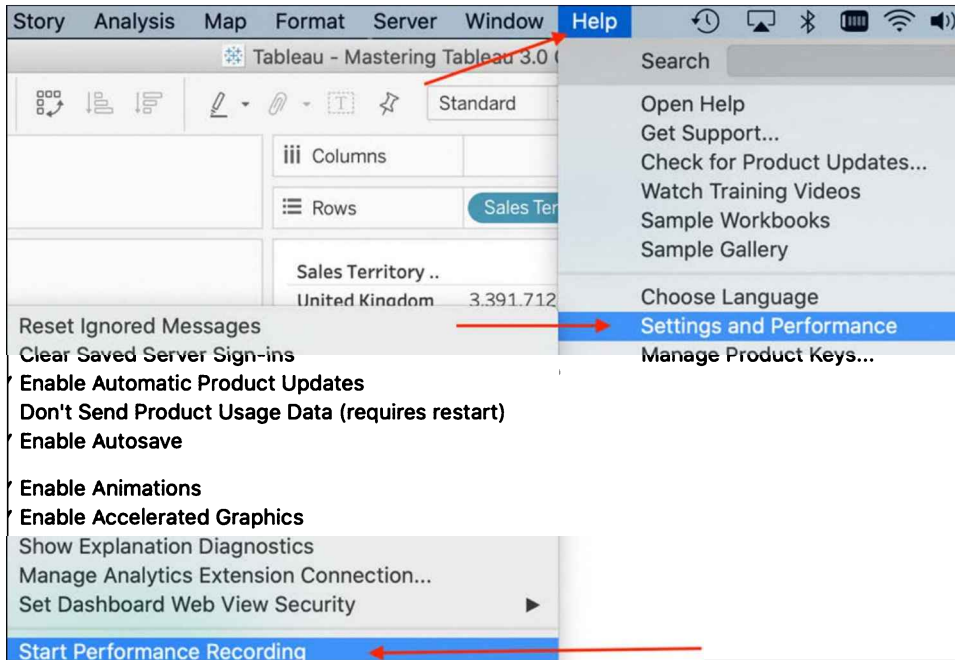 Story Analysis Map Format Server Window Help
Tableau - Mastering Tableau 3.0
Standard
Columns
Rows
Sales Ter
Sales Territory ..
United Kingdom 3,391,712
Search
Open Help
Get Support...
Check for Product Updates...
Watch Training Videos
Sample Workbooks
Sample Gallery
Choose Language
Settings and Performance
Manage Product Keys...
Reset Ignored Messages
Clear Saved Server Sign-ins
Enable Automatic Product Updates
Don't Send Product Usage Data (requires restart)
Enable Autosave
Enable Animations
Enable Accelerated Graphics
Show Explanation Diagnostics
Manage Analytics Extension Connection...
Set Dashboard Web View Security
Start Performance Recording